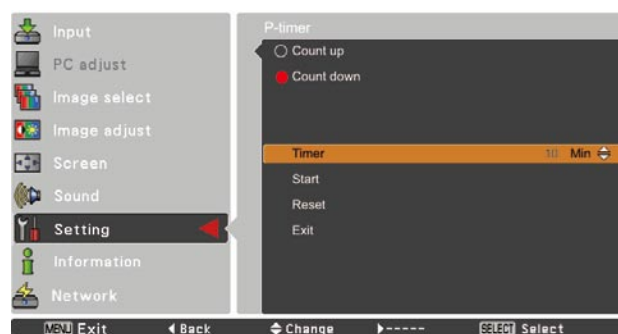 Input
PC adjust
Image select
Image adjust
Screen
Sound
Setting
Information
Network
P-timer
Count up
Count down
Timer 10 Min
Start
Reset
Exit
MENU Exit Back Change ----- SELECT Select